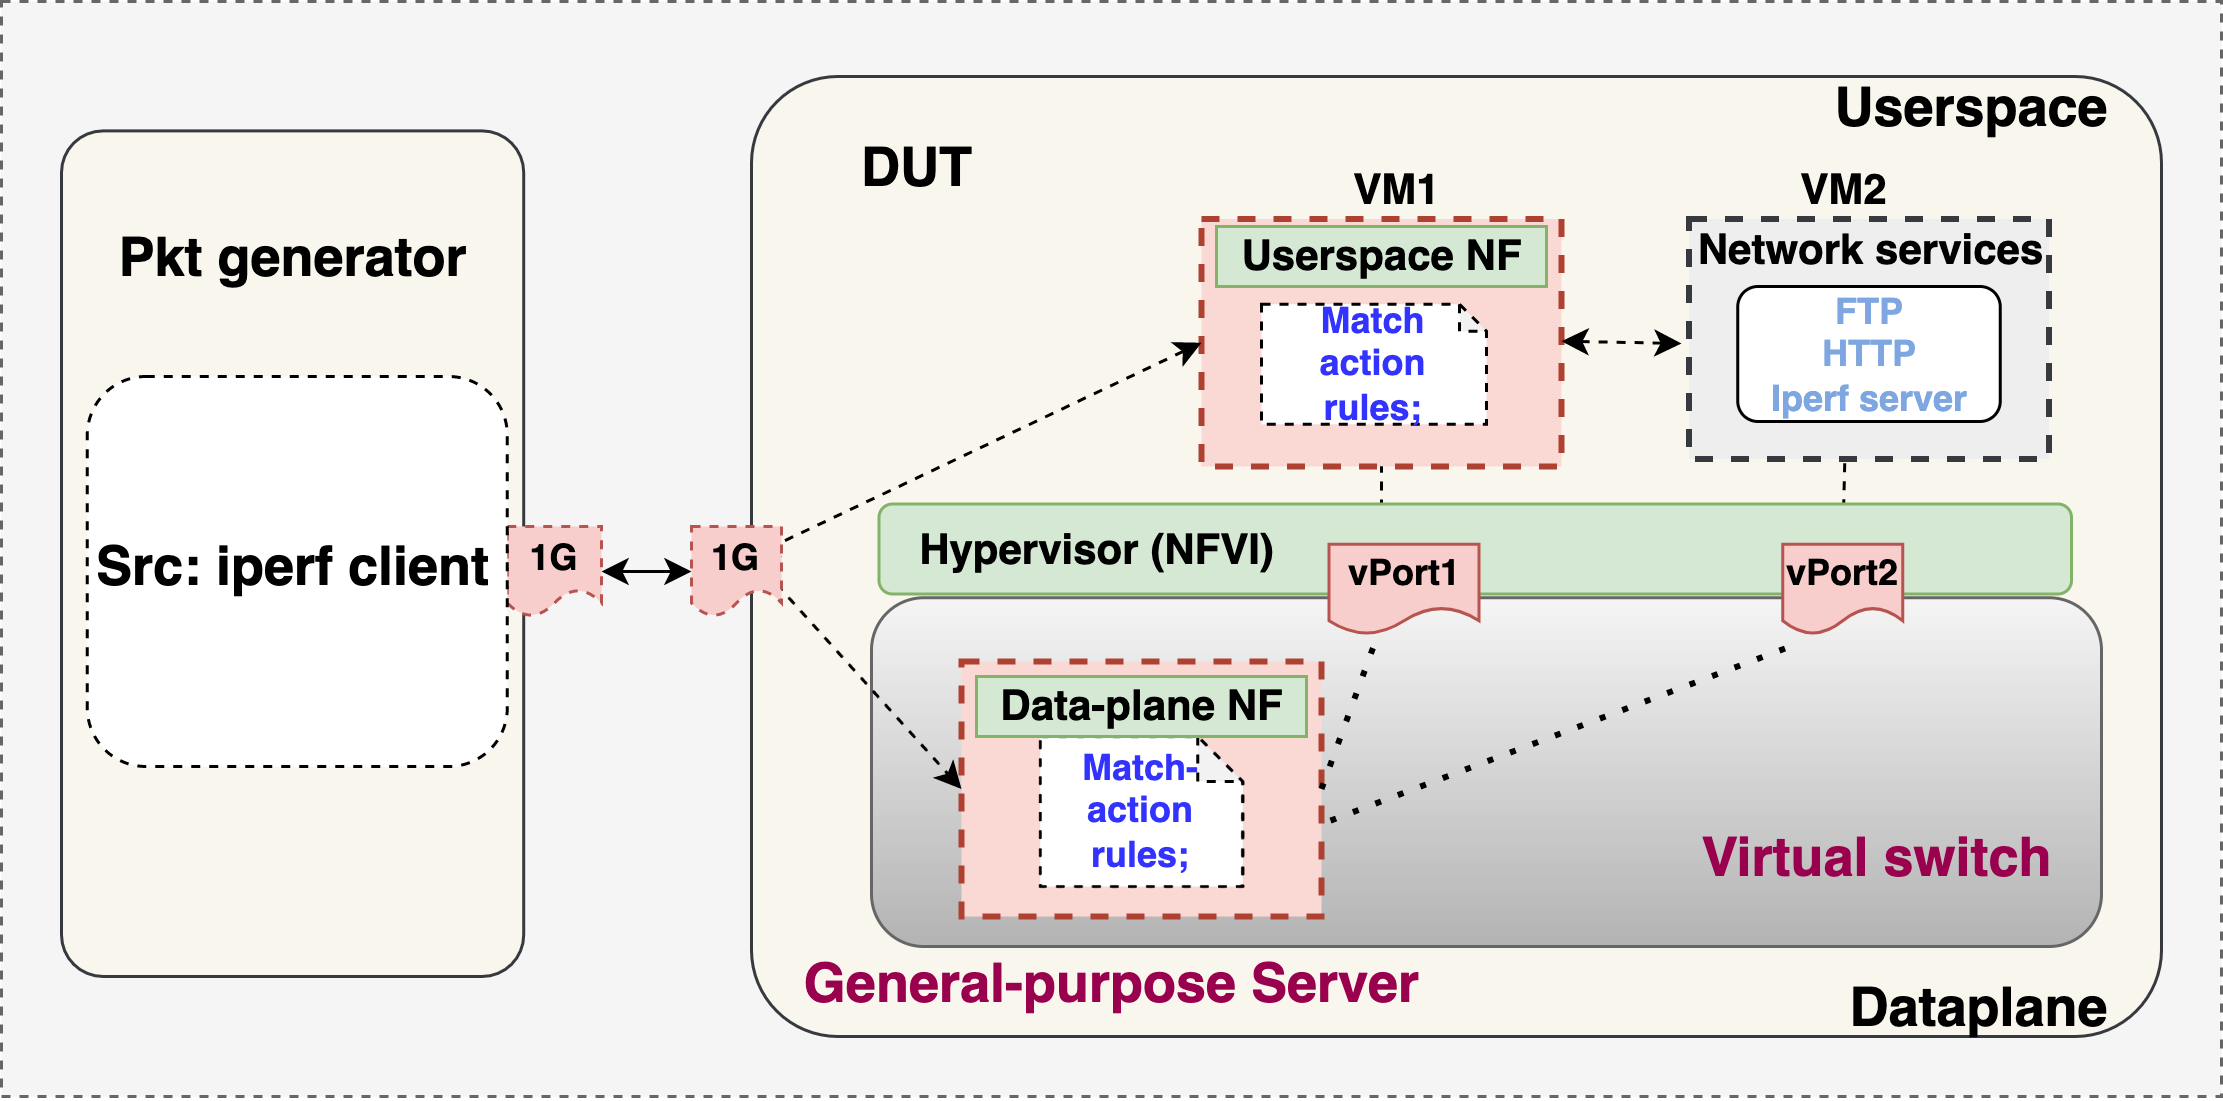 Pkt generator
Src: iperf client
1G
1G
Userspace
DUT
VM1
VM2
Userspace NF
Match
action
rules;
Network services
FTP
HTTP
Iperf server
Hypervisor (NFVI)
vPort1
vPort2
Data-plane NF
Match-
action
rules;
Virtual switch
General-purpose Server
Dataplane